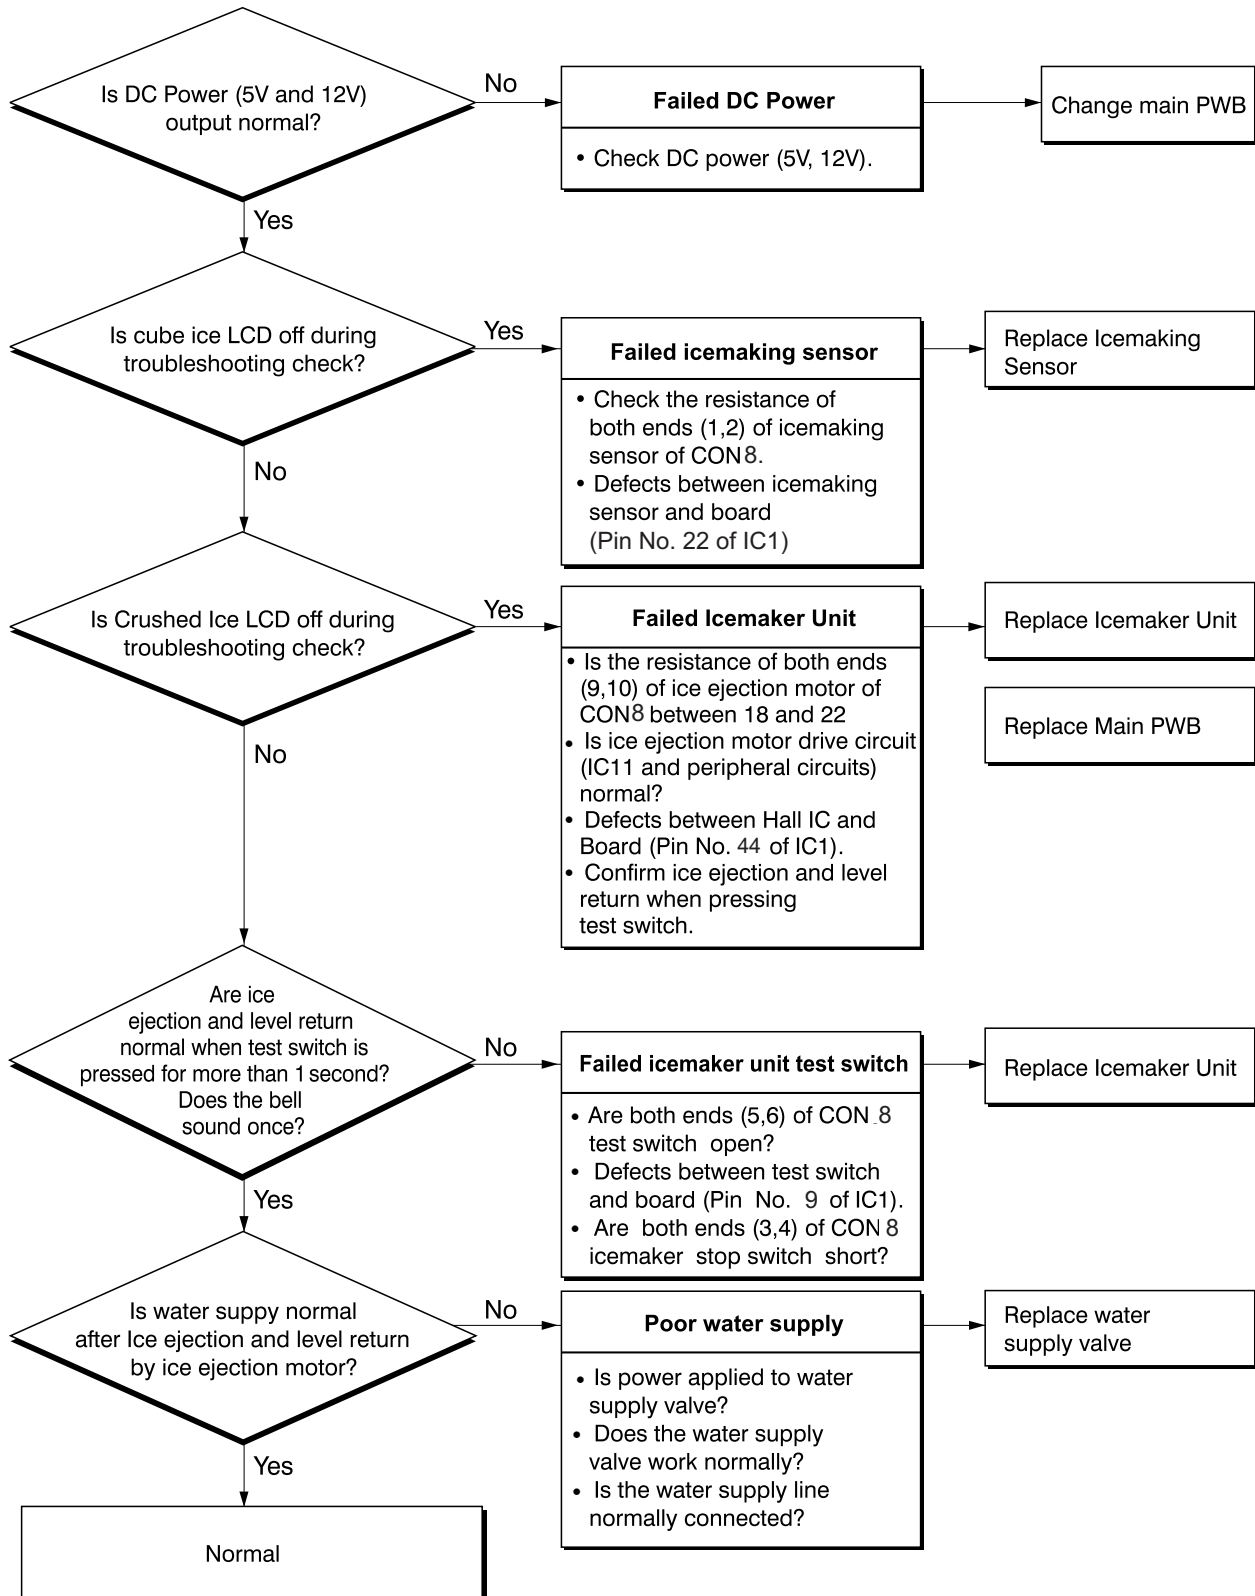 Is DC Power (5V and 12V)
output normal?
No
Failed DC Power
• Check DC power (5V, 12V).
Change main PWB
Yes
Is cube ice LCD off during
troubleshooting check?
Yes
Failed icemaking sensor
• Check the resistance of
both ends (1,2) of icemaking
sensor of CON8.
• Defects between icemaking
sensor and board
(Pin No. 22 of IC1)
Replace Icemaking
Sensor
No
Is Crushed Ice LCD off during
troubleshooting check?
Yes
Failed Icemaker Unit
• Is the resistance of both ends
(9,10) of ice ejection motor of
CON8 between 18 and 22
• Is ice ejection motor drive circuit
(IC11 and peripheral circuits)
normal?
• Defects between Hall IC and
Board (Pin No. 44 of IC1).
• Confirm ice ejection and level
return when pressing
test switch.
Replace Icemaker Unit
Replace Main PWB
No
Are ice
ejection and level return
normal when test switch is
pressed for more than 1 second?
Does the bell
sound once?
No
Failed icemaker unit test switch
• Are both ends (5,6) of CON 8
test switch open?
• Defects between test switch
and board (Pin No. 9 of IC1).
• Are both ends (3,4) of CON 8
icemaker stop switch short?
Replace Icemaker Unit
Yes
Is water suppy normal
after Ice ejection and level return
by ice ejection motor?
No
Poor water supply
• Is power applied to water
supply valve?
• Does the water supply
valve work normally?
• Is the water supply line
normally connected?
Replace water
supply valve
Yes
Normal